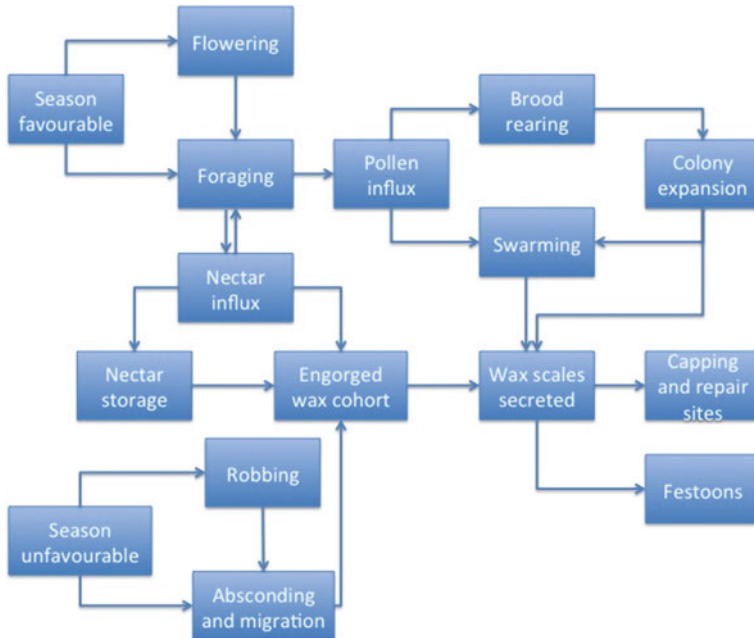 Flowering
Season
favourable
Foraging
Pollen
influx
Brood
rearing
Colony
expansion
Swarming
Nectar
influx
Nectar
storage
Engorged
wax cohort
Wax scales
secreted
Capping
and repair
sites
Robbing
Festoons
Season
unfavourable
Absconding
and migration